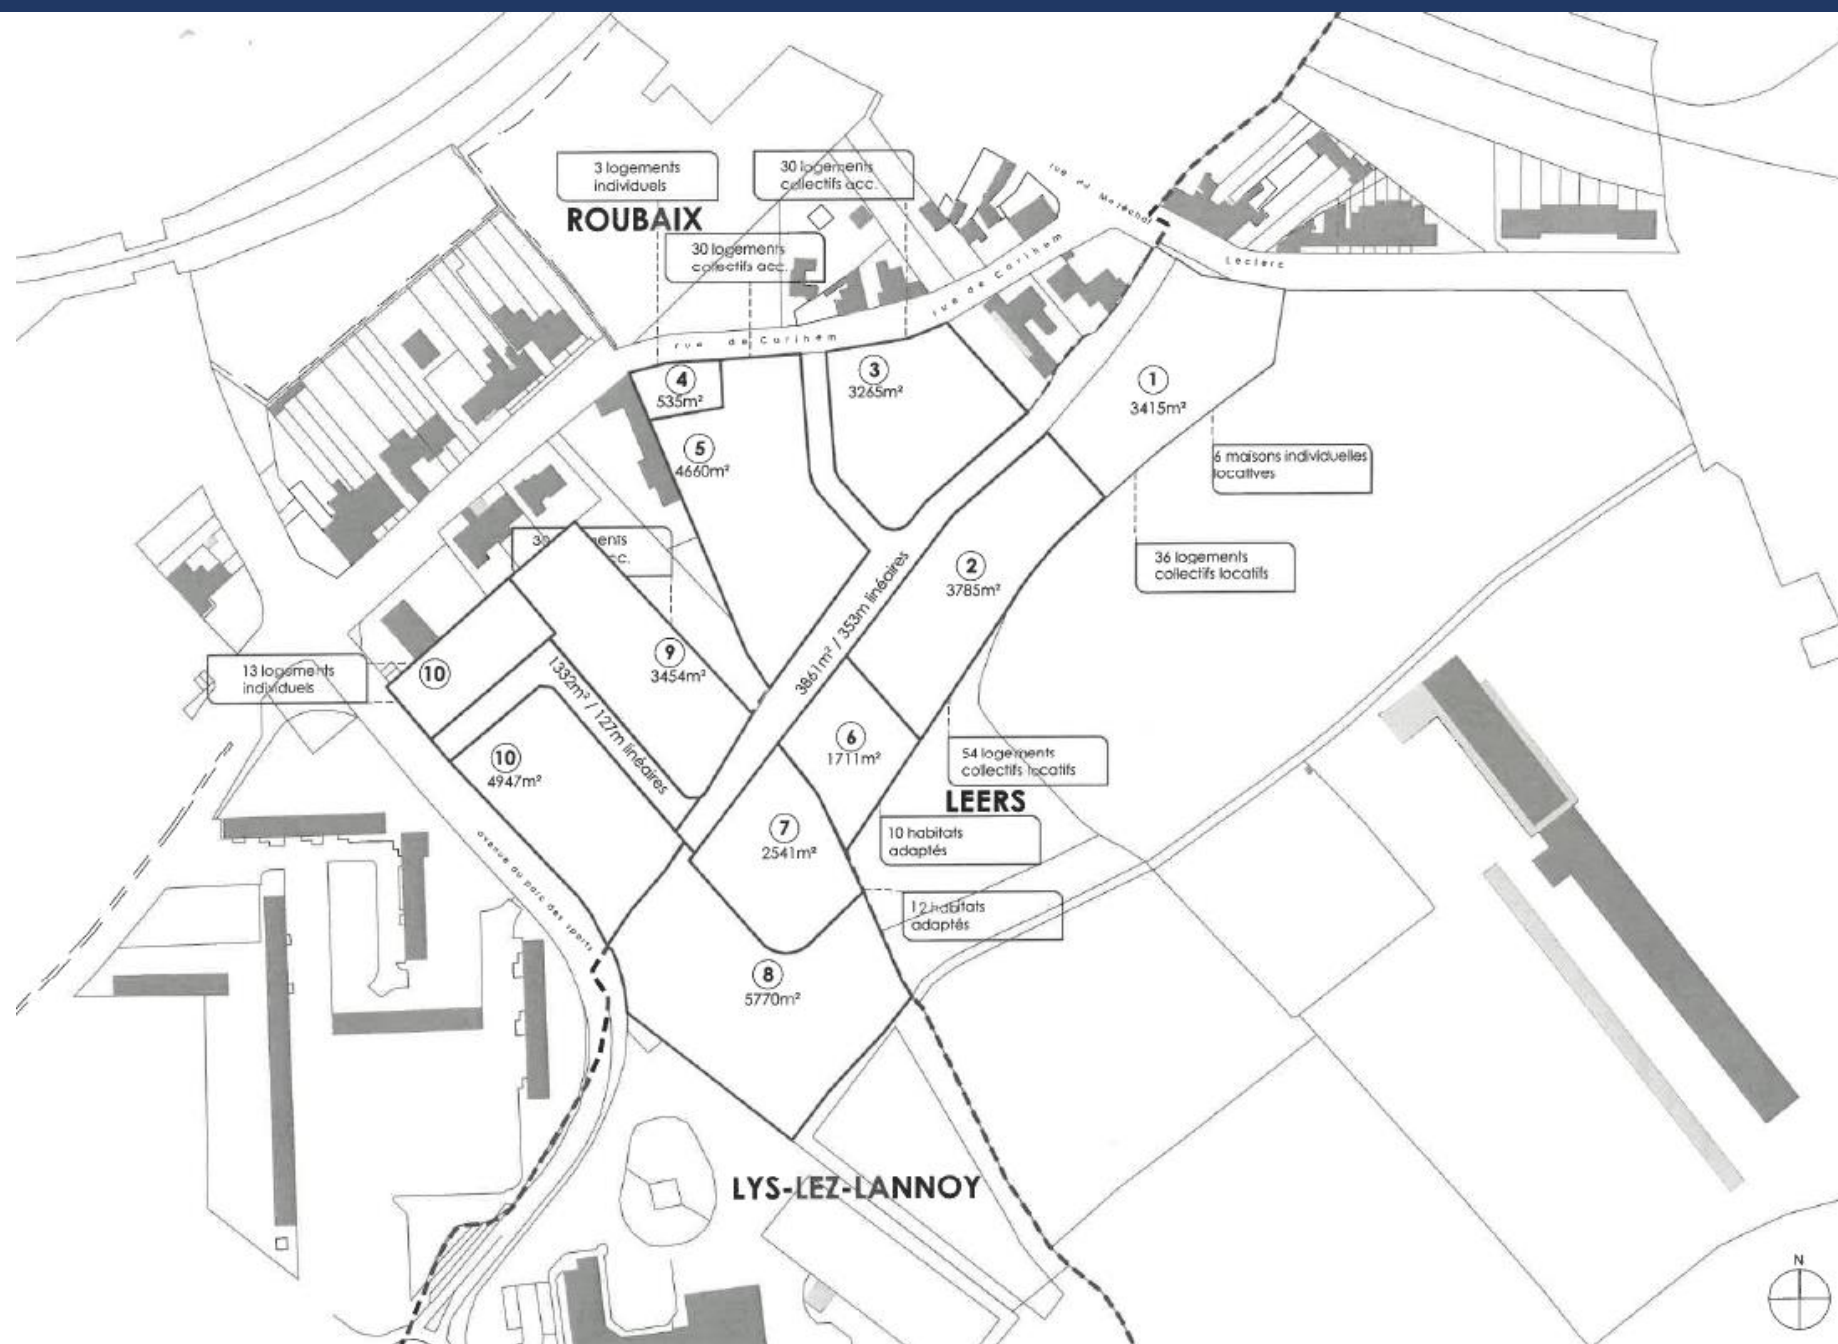 3 logements
individuels
30 logements
collectifs acc.
ROUBAIX
30 logements
collectifs acc.
rue du Maréchal
Leclerc
rue de Carihem
rue de Carihem
4
535m²
3
3265m²
1
3415m²
5
4660m²
6 maisons individuelles
locatives
36 logements
collectifs locatifs
2
3785m²
3861m² / 353m linéaires
9
3454m²
13 logements
individuels
10
1332m² / 127m linéaires
10
4947m²
6
1711m²
54 logements
collectifs locatifs
LEERS
7
2541m²
10 habitats
adaptés
12 habitats
adaptés
avenue du parc des sports
8
5770m²
LYS-LEZ-LANNOY
N